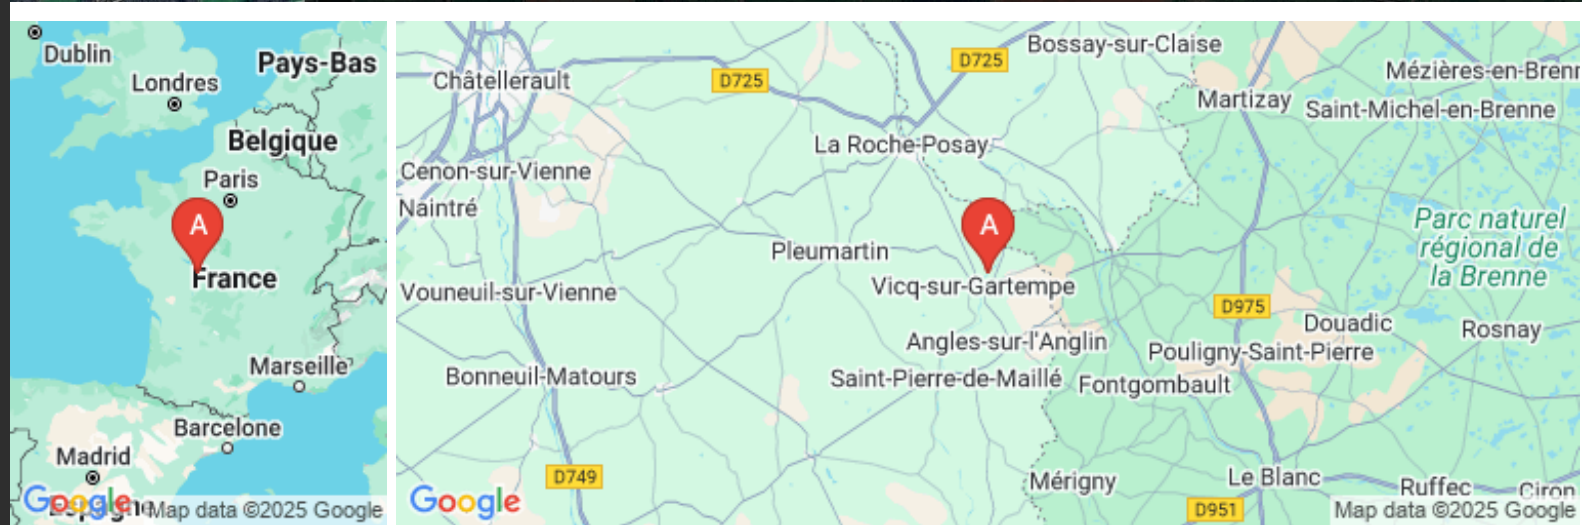 Dublin
Londres
Pays-Bas
Belgique
Paris
A
France
Marseille
Barcelone
Madrid
Google
Map data ©2025 Google
Bossay-sur-Claise
D725
Châtellerault
D725
Mézières-en-Brenn
Martizay
Saint-Michel-en-Brenne
La Roche-Posay
Cenon-sur-Vienne
Naintré
A
Parc naturel
régional de
la Brenne
Pleumartin
Vicq-sur-Gartempe
Vouneuil-sur-Vienne
D975
Douadic
Rosnay
Angles-sur-l'Anglin
Pouligny-Saint-Pierre
Bonneuil-Matours
Saint-Pierre-de-Maillé
Fontgombault
D749
Mérigny
Le Blanc
Ruffec
Ciron
Google
D951
Map data ©2025 Google